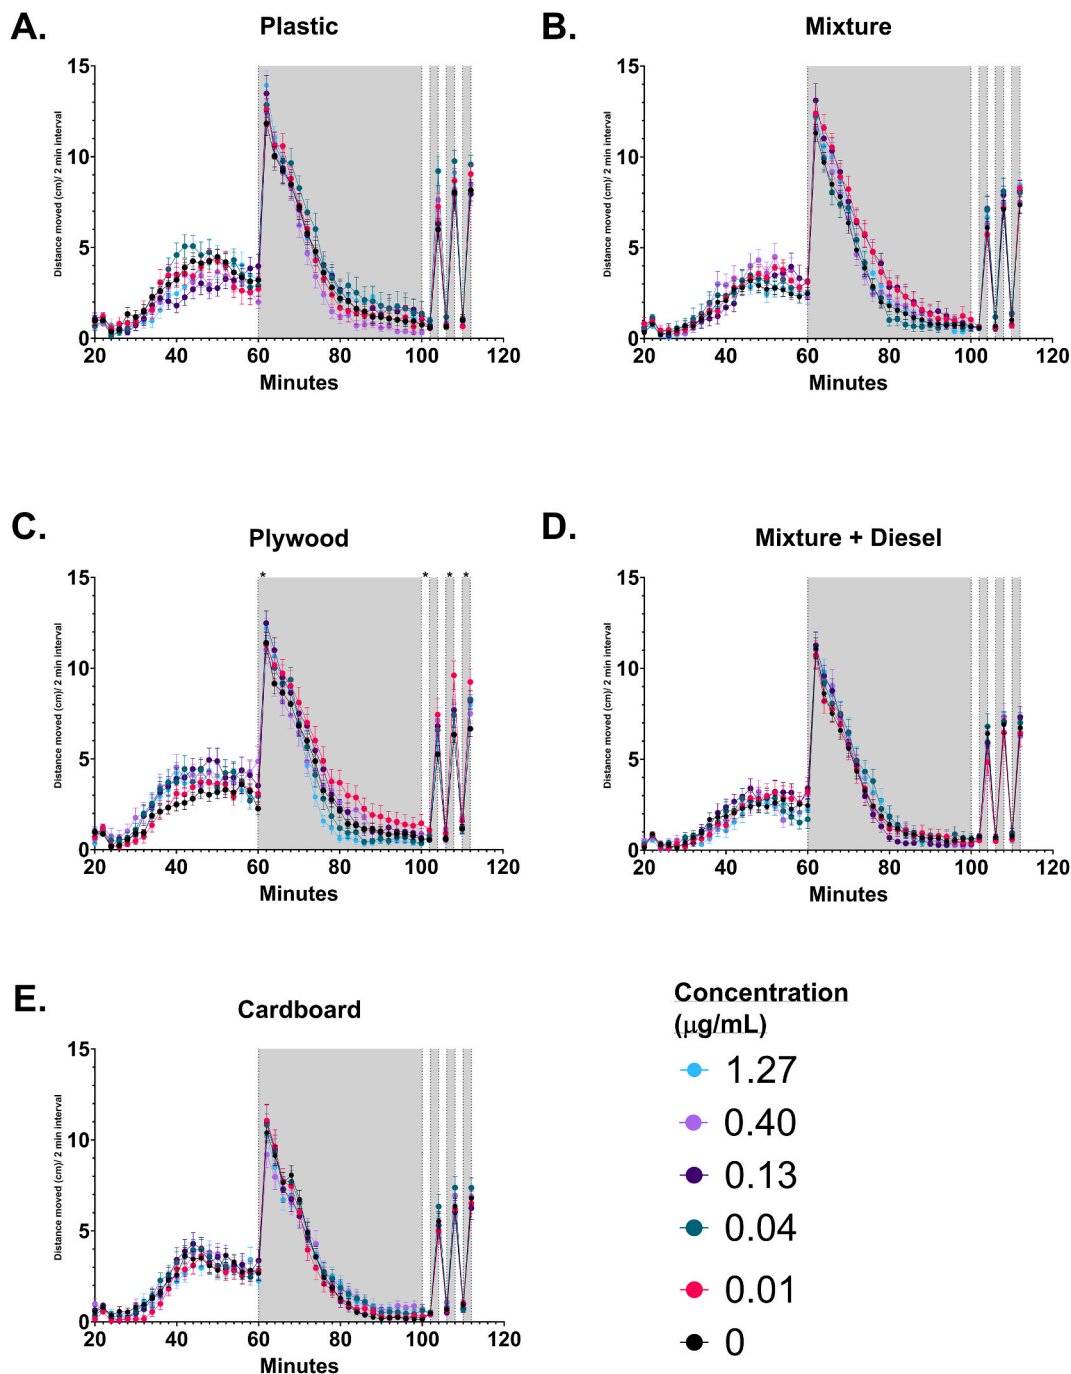 A.
Plastic
Distance moved (cm)/ 2 min interval
15
10
5
0
20 40 60 80 100 120
Minutes
B.
Mixture
Distance moved (cm)/ 2 min interval
15
10
5
0
20 40 60 80 100 120
Minutes
C.
Plywood
* * * *
Distance moved (cm)/ 2 min interval
15
10
5
0
20 40 60 80 100 120
Minutes
D.
Mixture + Diesel
Distance moved (cm)/ 2 min interval
15
10
5
0
20 40 60 80 100 120
Minutes
E.
Cardboard
Distance moved (cm)/ 2 min interval
15
10
5
0
20 40 60 80 100 120
Minutes
Concentration
(μg/mL)
1.27
0.40
0.13
0.04
0.01
0